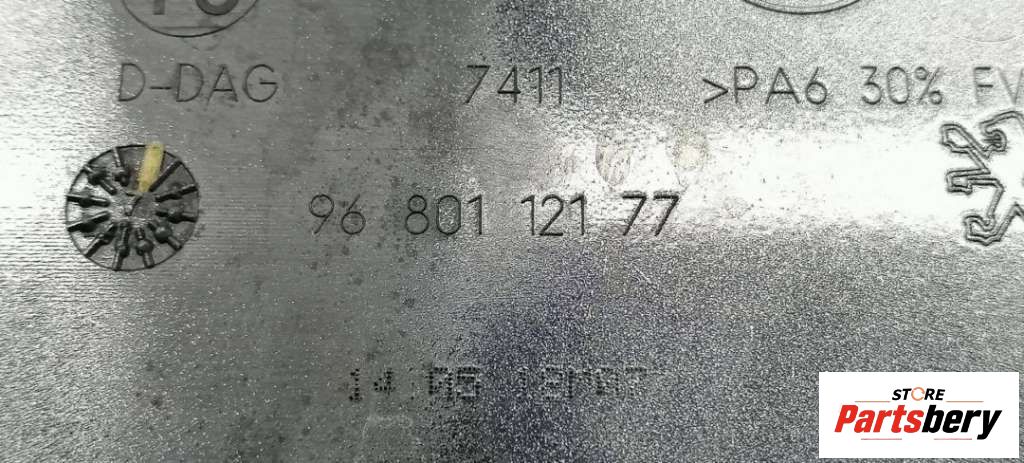 D-DAG 7411 >PA6 30% FV
96 801 121 77
STORE
Partsbery